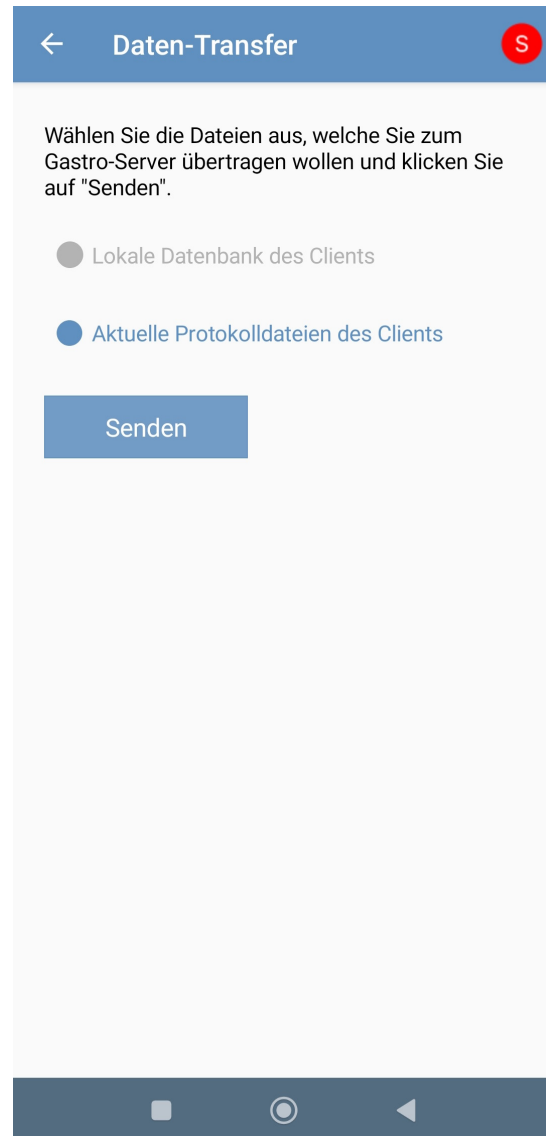 Daten-Transfer
S
Wählen Sie die Dateien aus, welche Sie zum
Gastro-Server übertragen wollen und klicken Sie
auf "Senden".
Lokale Datenbank des Clients
Aktuelle Protokolldateien des Clients
Senden